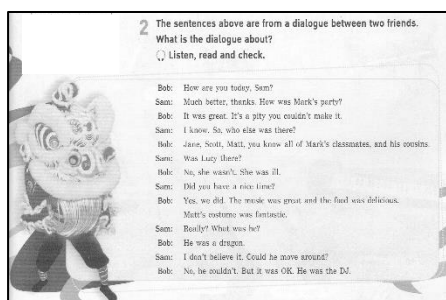 2 The sentences above are from a dialogue between two friends.
What is the dialogue about?
Listen, read and check.
Bob: How are you today, Sam?
Sam: Much better, thanks. How was Mark's party?
Bob: It was great. It's a pity you couldn't make it.
Sam: I know. So, who else was there?
Bob: Jane, Scott, Matt, you know all of Mark's classmates, and his cousins.
Sam: Was Lucy there?
Bob: No, she wasn't. She was ill.
Sam: Did you have a nice time?
Bob: Yes, we did. The music was great and the food was delicious.
Matt's costume was fantastic.
Sam: Really? What was he?
Bob: He was a dragon.
Sam: I don't believe it. Could he move around?
Bob: No, he couldn't. But it was OK. He was the DJ.